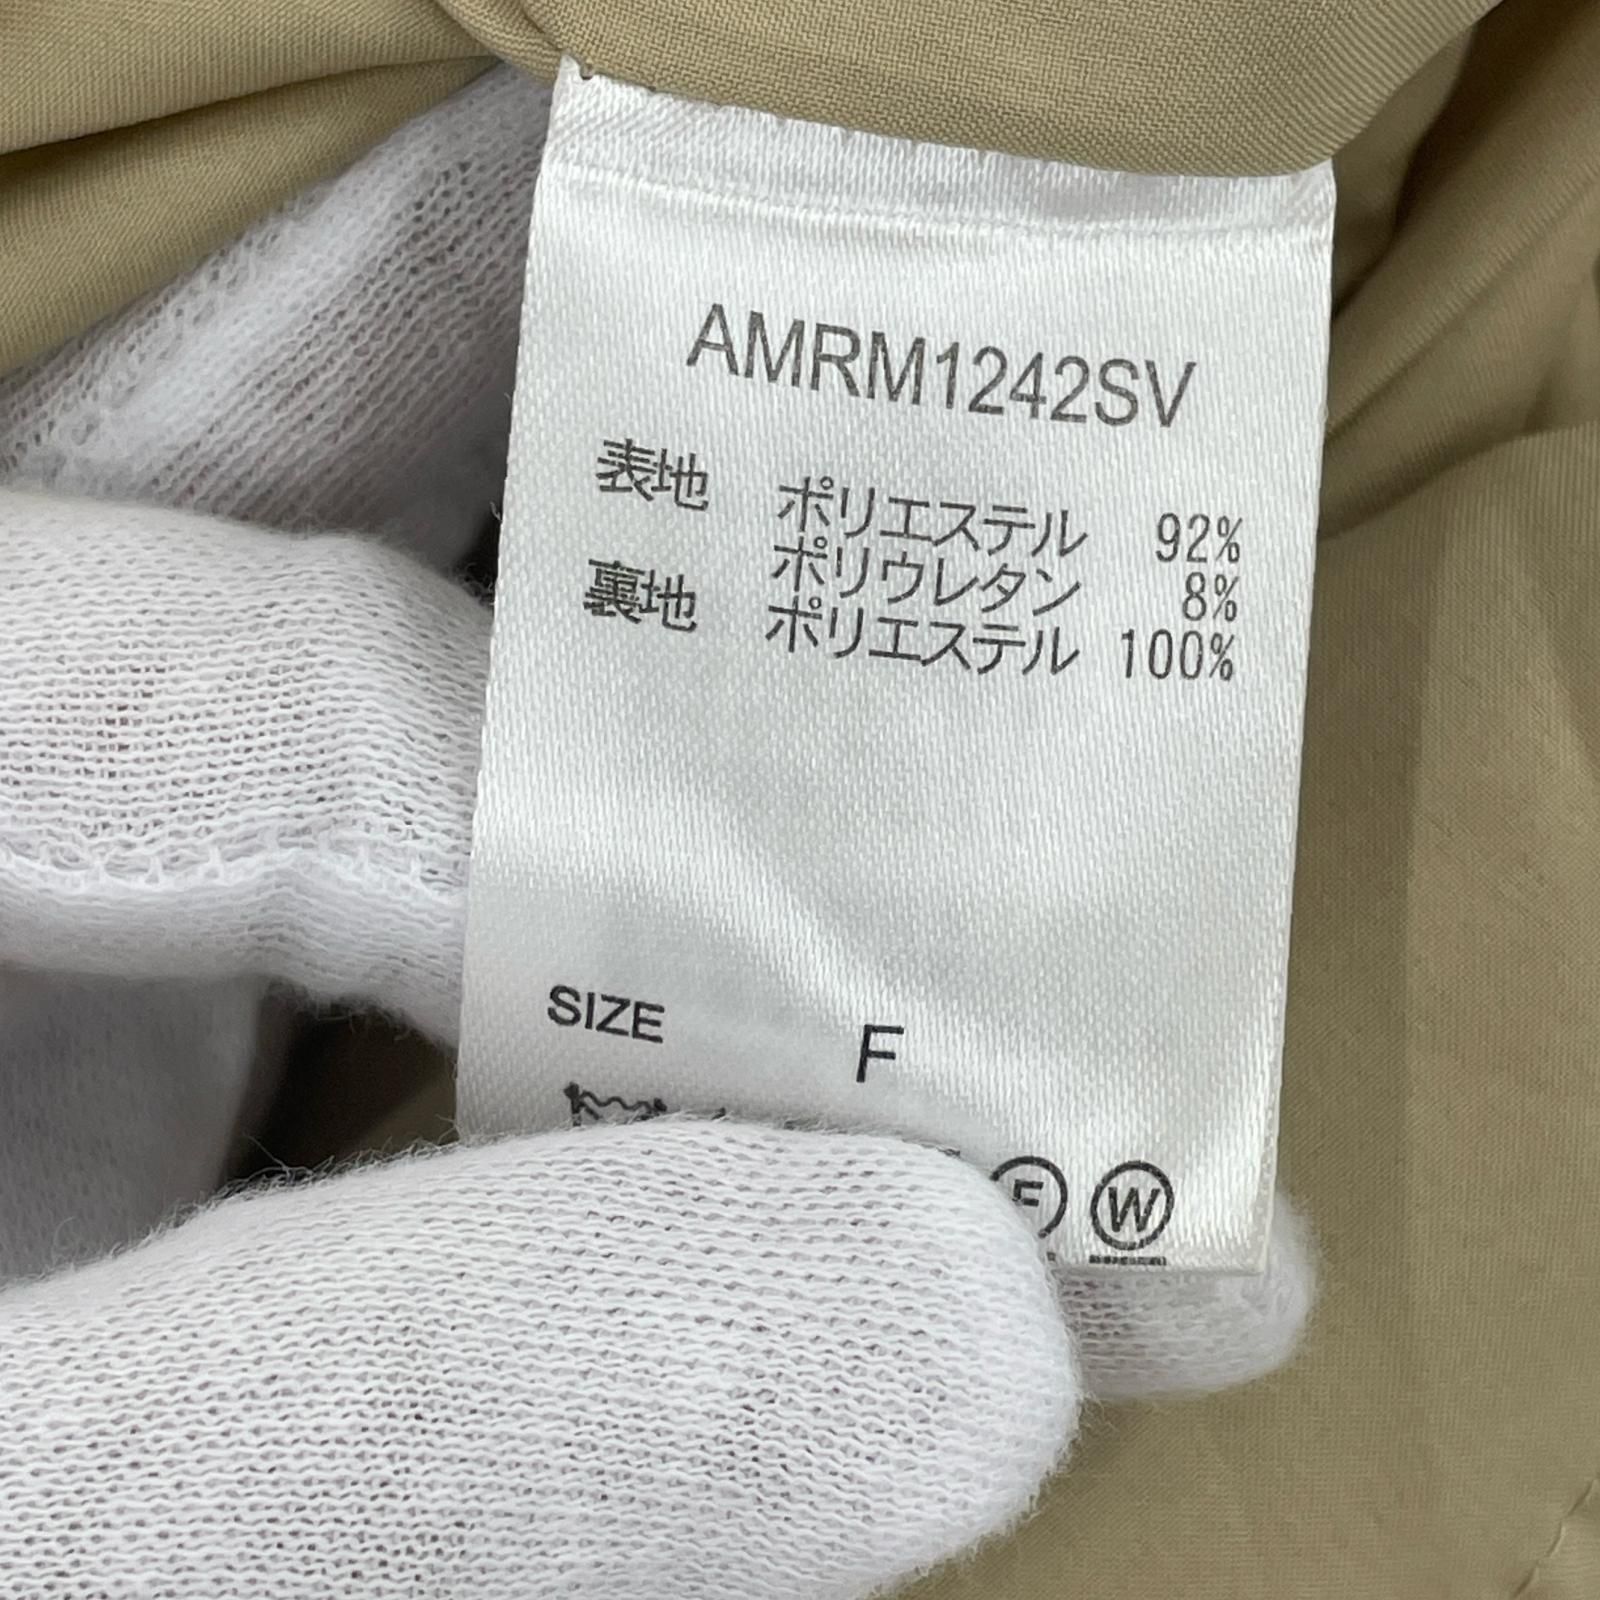 AMRM1242SV
表地 ポリエステル 92%
ポリウレタン 8%
裏地 ポリエステル 100%
SIZE F
F W